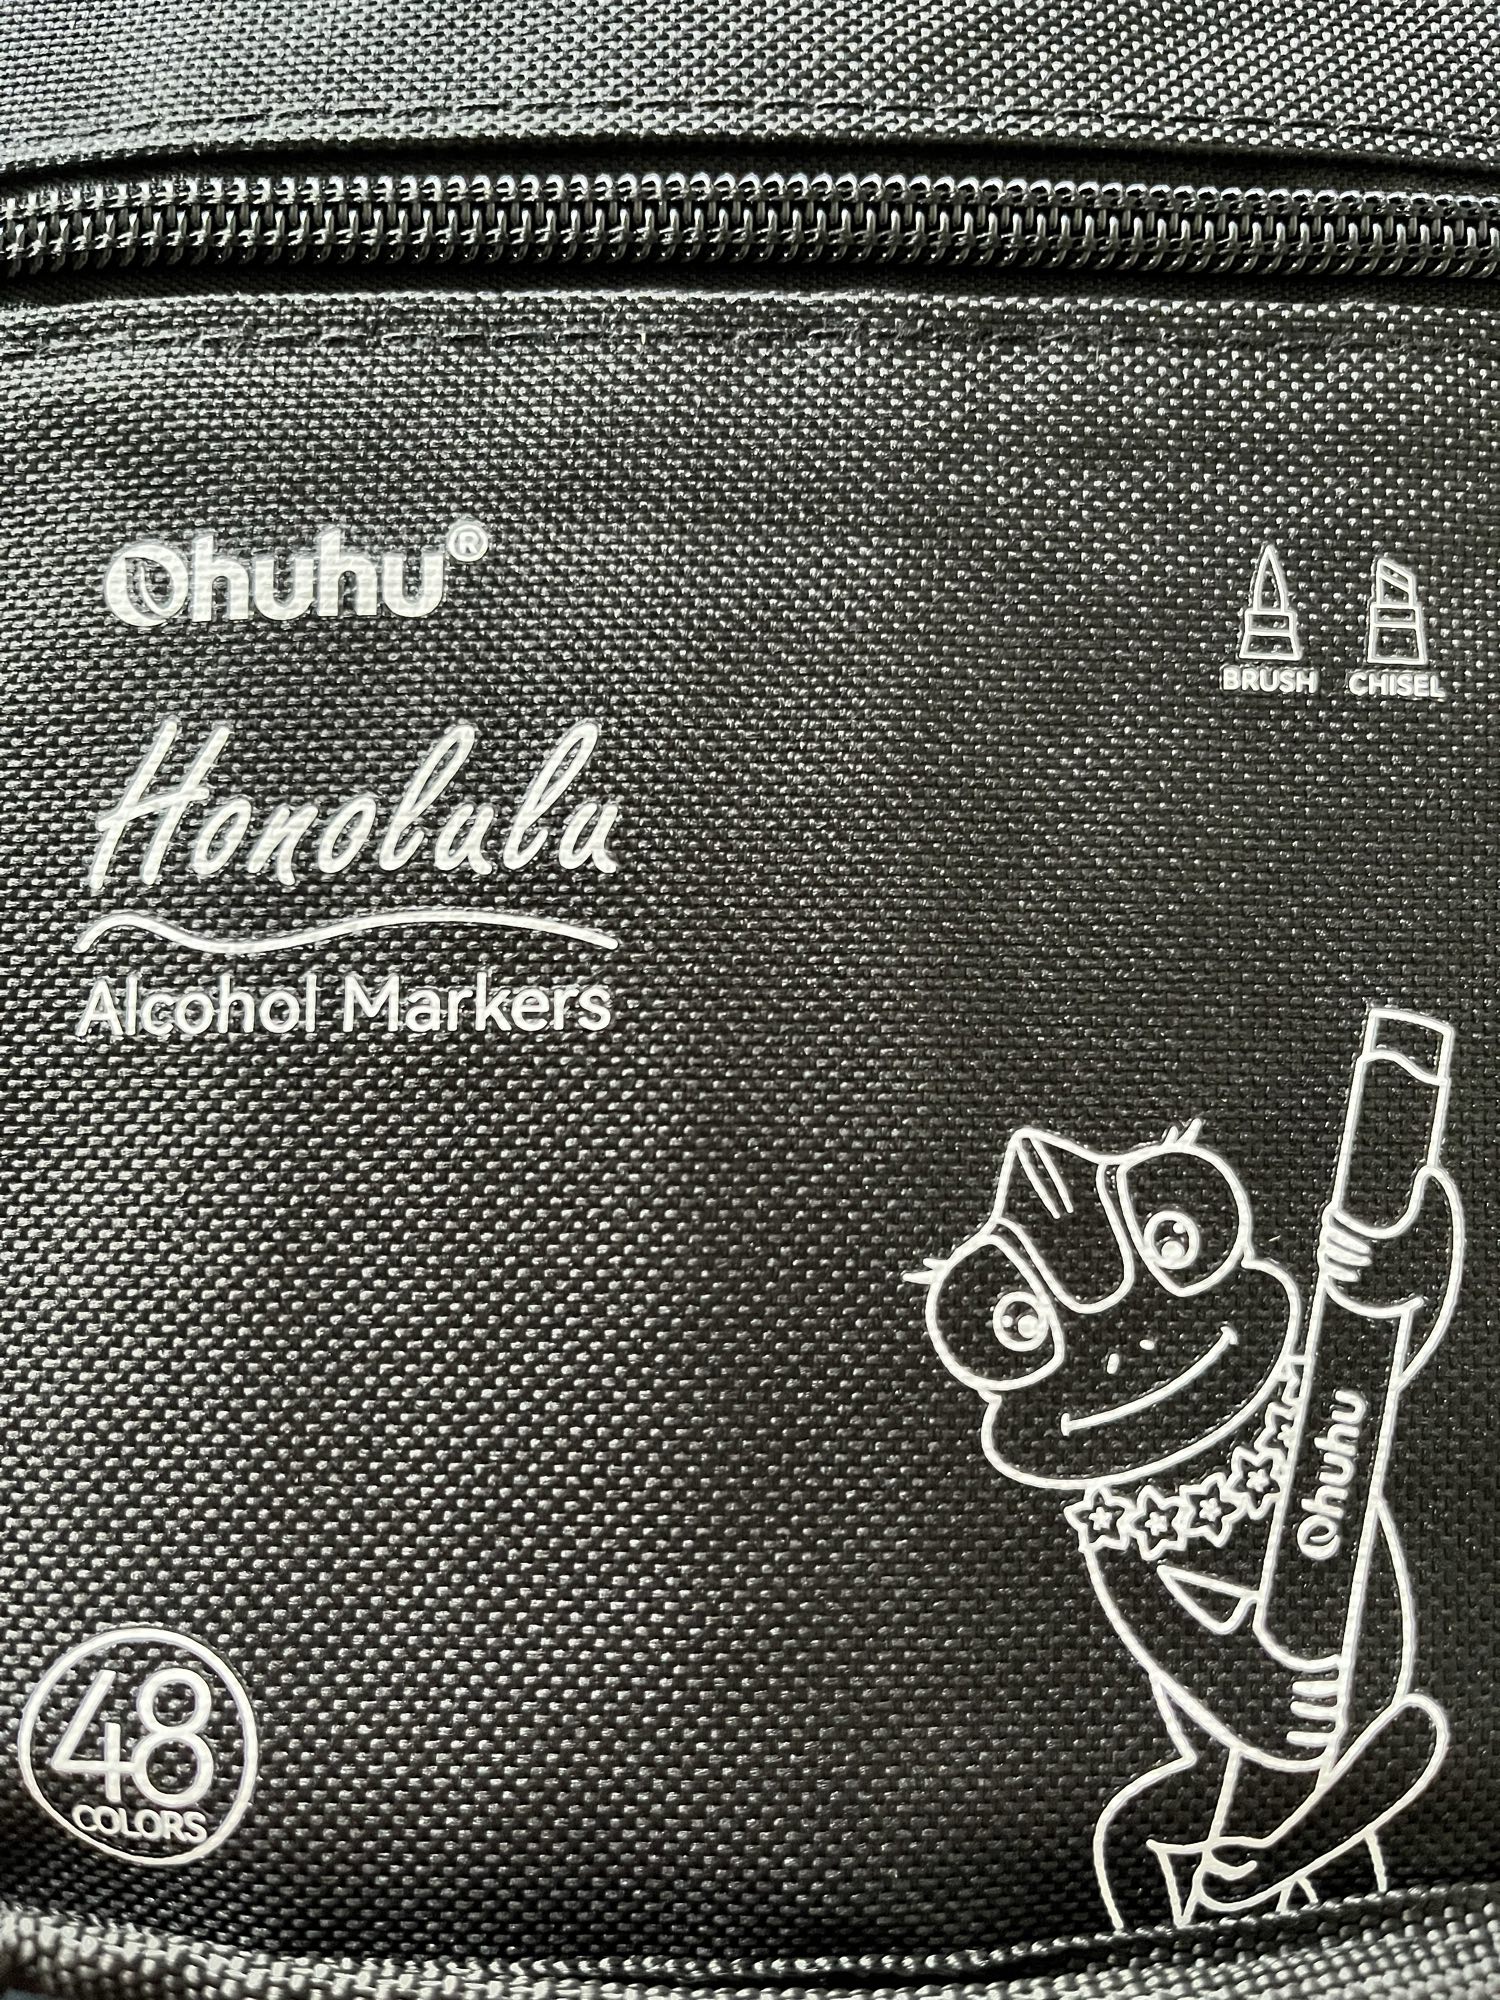 Ohuhu®
BRUSH CHISEL
Honolulu
Alcohol Markers
Ohuhu
48
COLORS